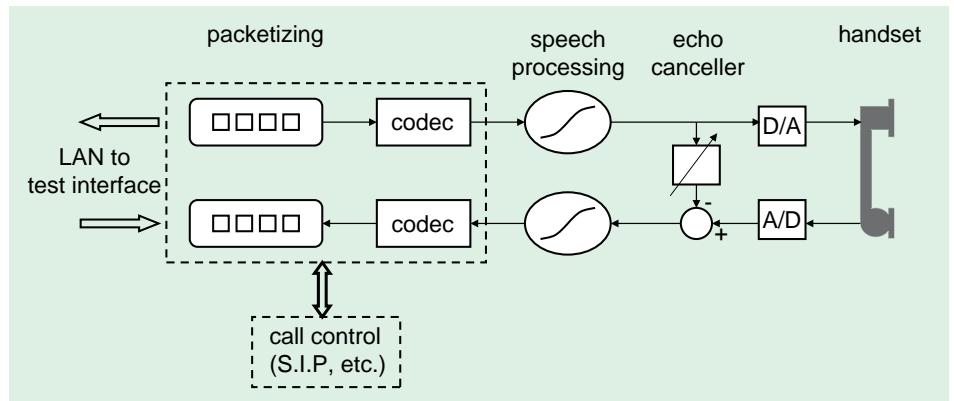 packetizing
speech
processing
echo
canceller
handset
codec
D/A
LAN to
test interface
-
+
codec
A/D
call control
(S.I.P, etc.)